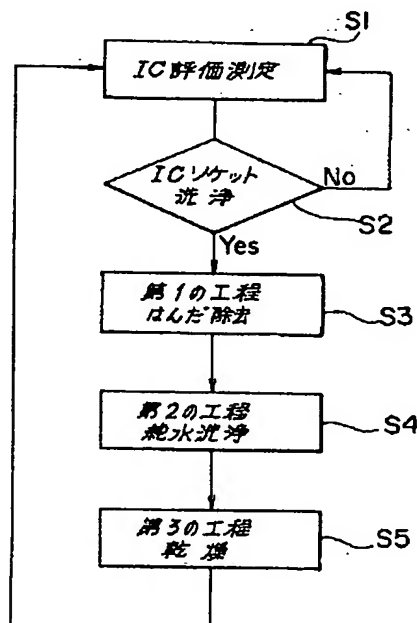 S1
IC評価測定
ICソケット
洗浄
No
S2
Yes
第1の工程
はんだ除去
S3
第2の工程
純水洗浄
S4
第3の工程
乾燥
S5